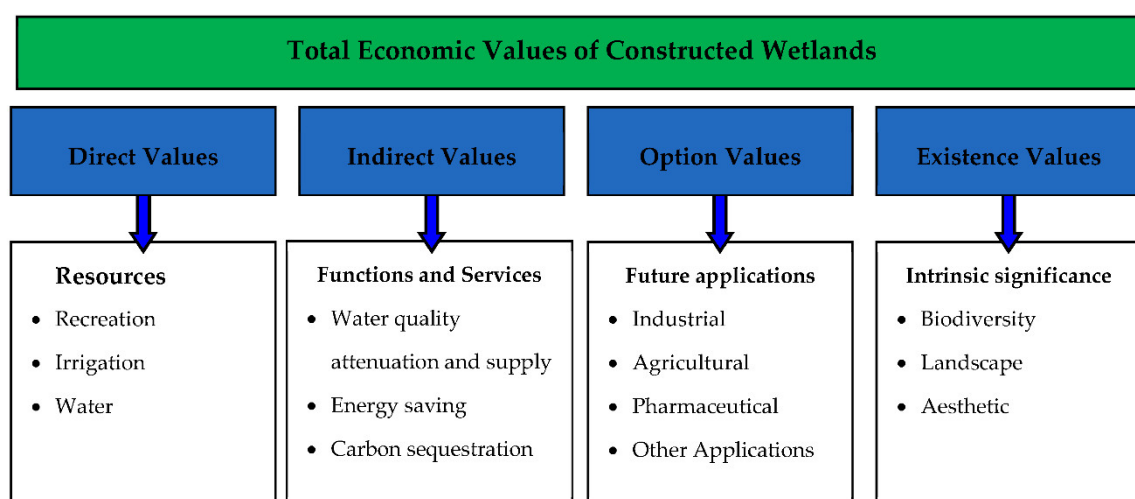 Total Economic Values of Constructed Wetlands
Direct Values
Indirect Values
Option Values
Existence Values
Resources
• Recreation
• Irrigation
• Water
Functions and Services
• Water quality
attenuation and supply
• Energy saving
• Carbon sequestration
Future applications
• Industrial
• Agricultural
• Pharmaceutical
• Other Applications
Intrinsic significance
• Biodiversity
• Landscape
• Aesthetic